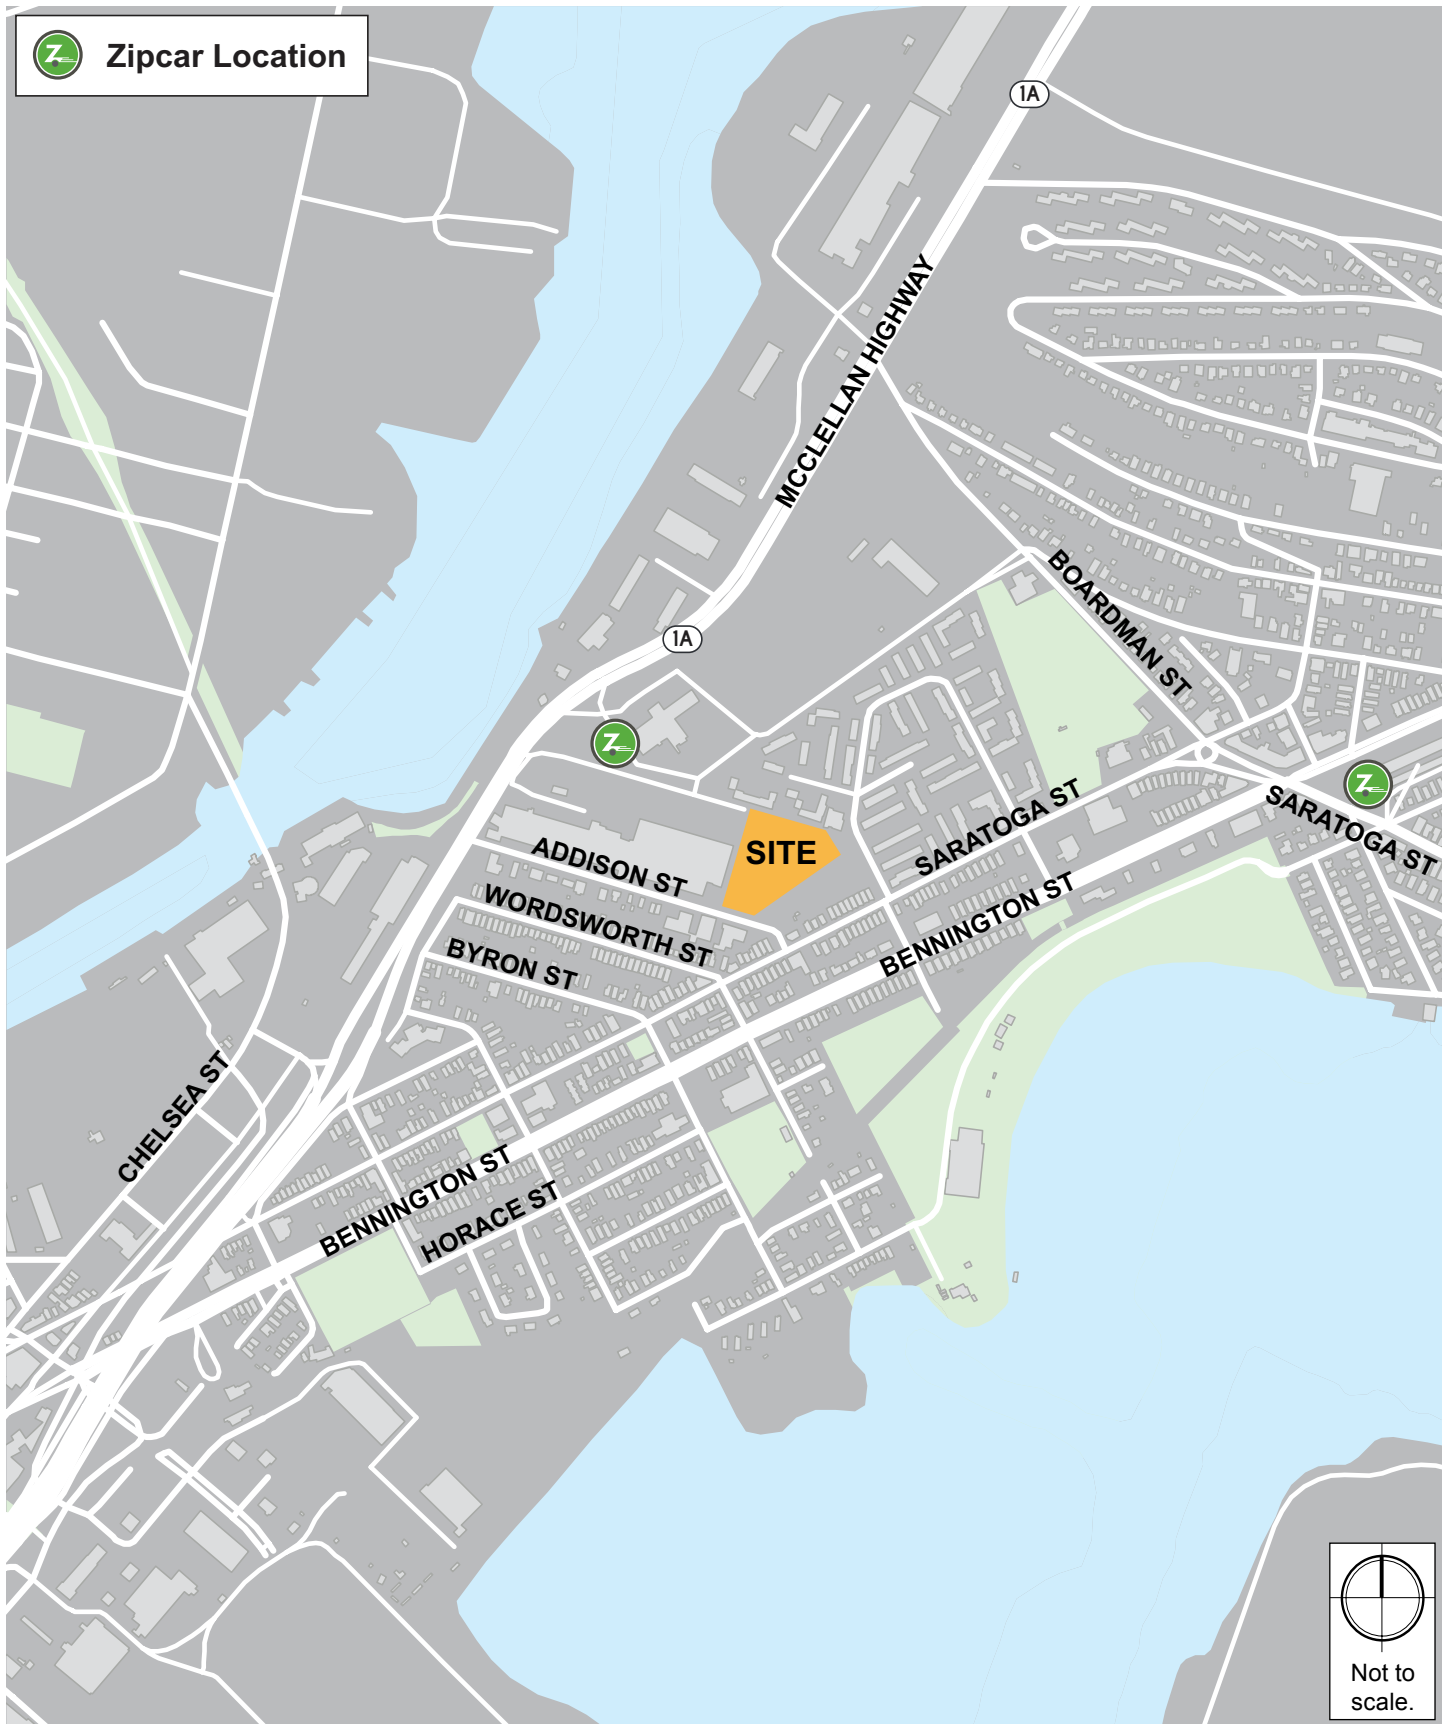 Z Zipcar Location
1A
MCCLELLAN HIGHWAY
BOARDMAN ST
1A
Z
Z
SARATOGA ST
SARATOGA ST
SITE
ADDISON ST
WORDSWORTH ST
BENNINGTON ST
BYRON ST
CHELSEA ST
BENNINGTON ST
HORACE ST
Not to
scale.